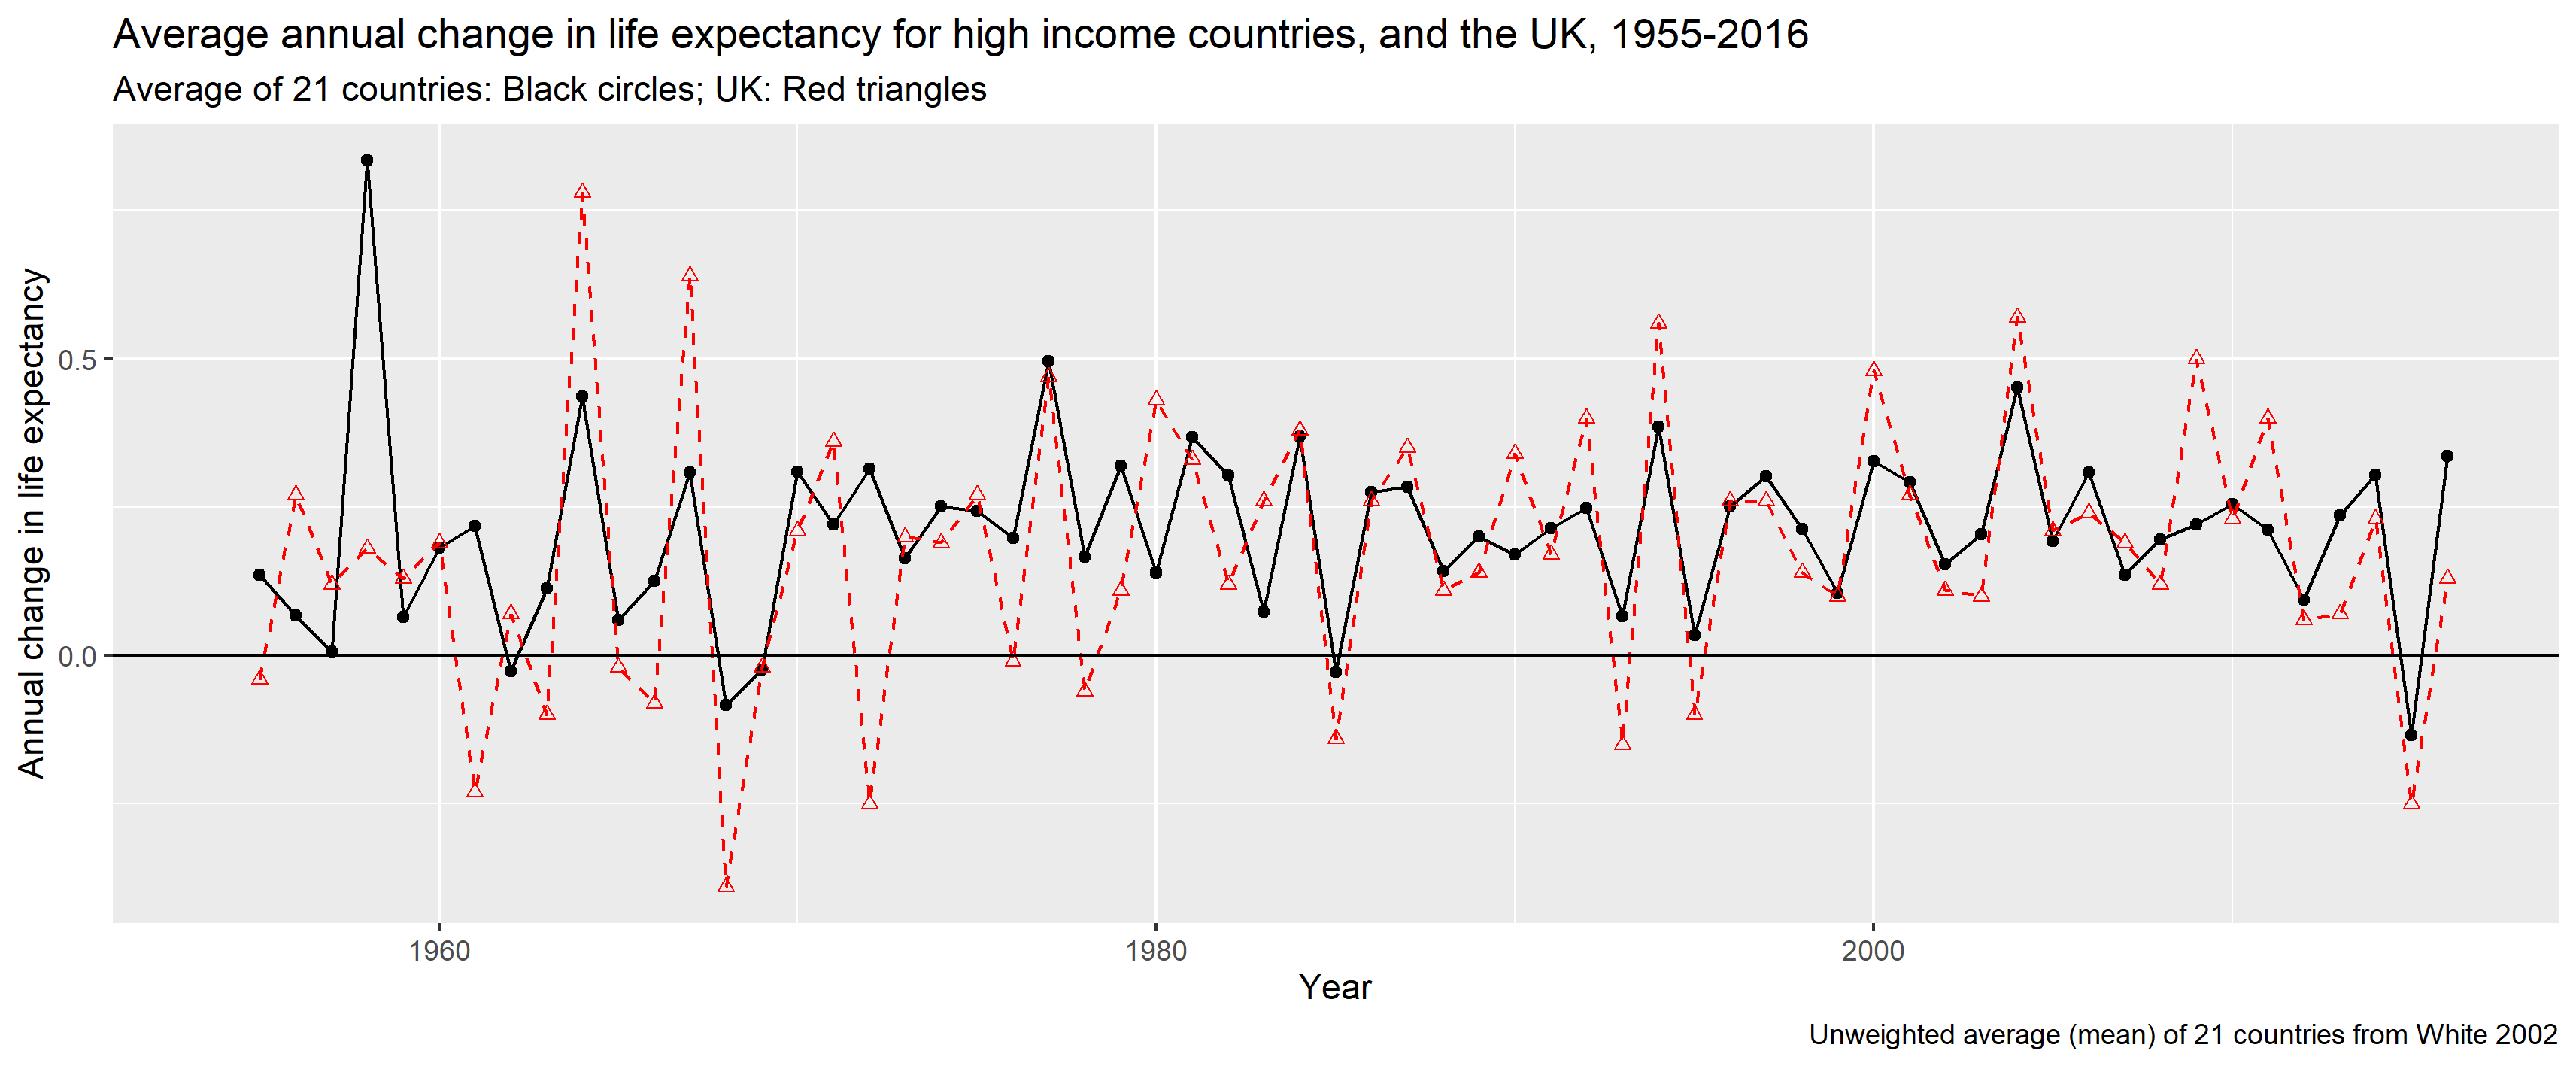 Average annual change in life expectancy for high income countries, and the UK, 1955-2016
Average of 21 countries: Black circles; UK: Red triangles
Annual change in life expectancy
0.5
0.0
1960
1980
2000
Year
Unweighted average (mean) of 21 countries from White 2002